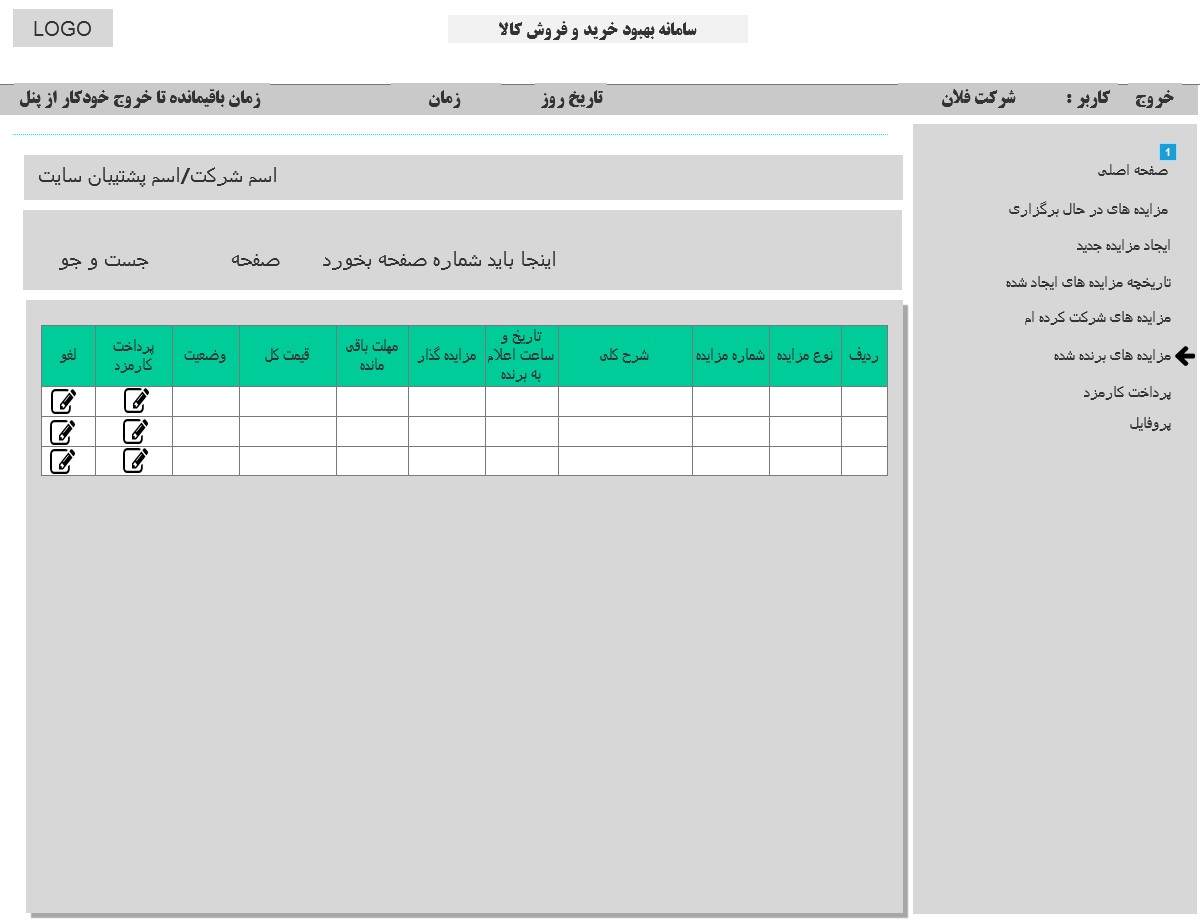 LOGO
سامانه بهبود خرید و فروش کالا
خروج
کاربر :
شرکت فلان
تاریخ روز
زمان
زمان باقیمانده تا خروج خودکار از پنل
1
صفحه اصلی
مزایده های در حال برگزاری
ایجاد مزایده جدید
تاریخچه مزایده های ایجاد شده
مزایده های شرکت کرده ام
مزایده های برنده شده
پرداخت کارمزد
پروفایل
اسم شرکت/اسم پشتیبان سایت
اینجا باید شماره صفحه بخورد
صفحه
جست و جو
ردیف
نوع مزایده
شماره مزایده
شرح کلی
تاریخ و
ساعت اعلام
به برنده
مزایده گذار
مهلت باقی
مانده
قیمت کل
وضعیت
پرداخت
کارمزد
لغو